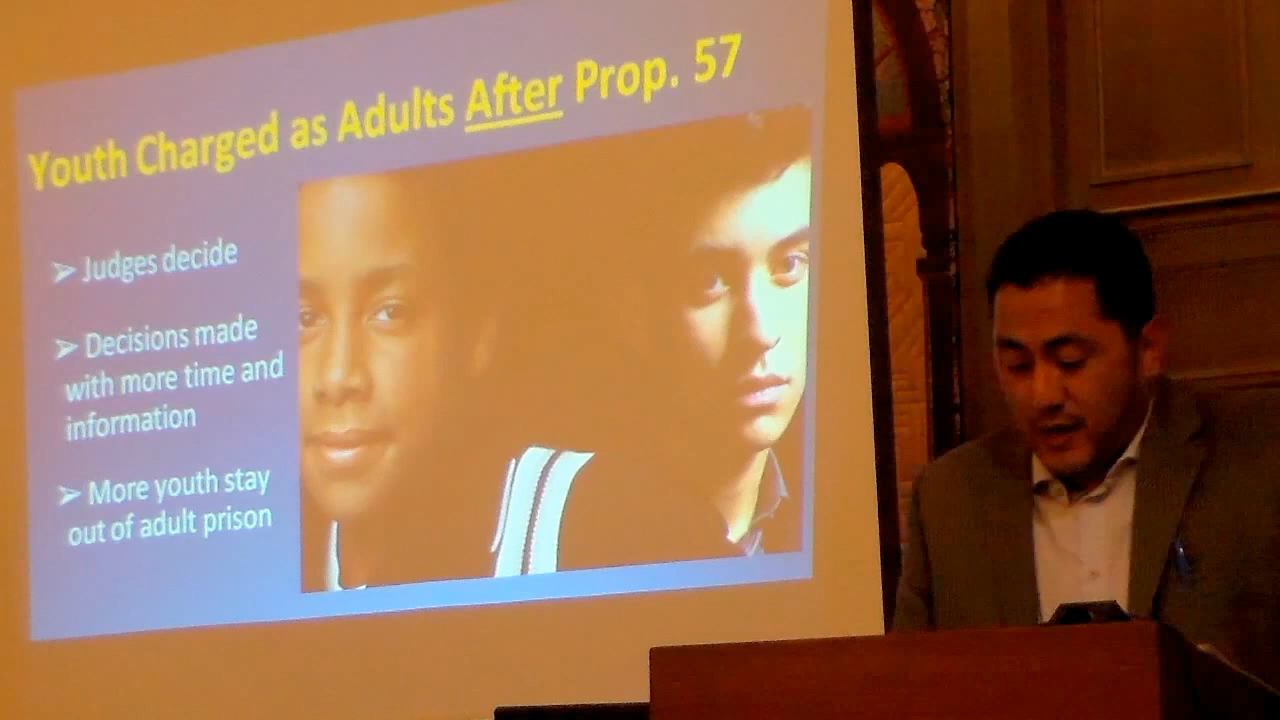 Youth Charged as Adults After Prop. 57
➢ Judges decide
➢ Decisions made
with more time and
information
➢ More youth stay
out of adult prison